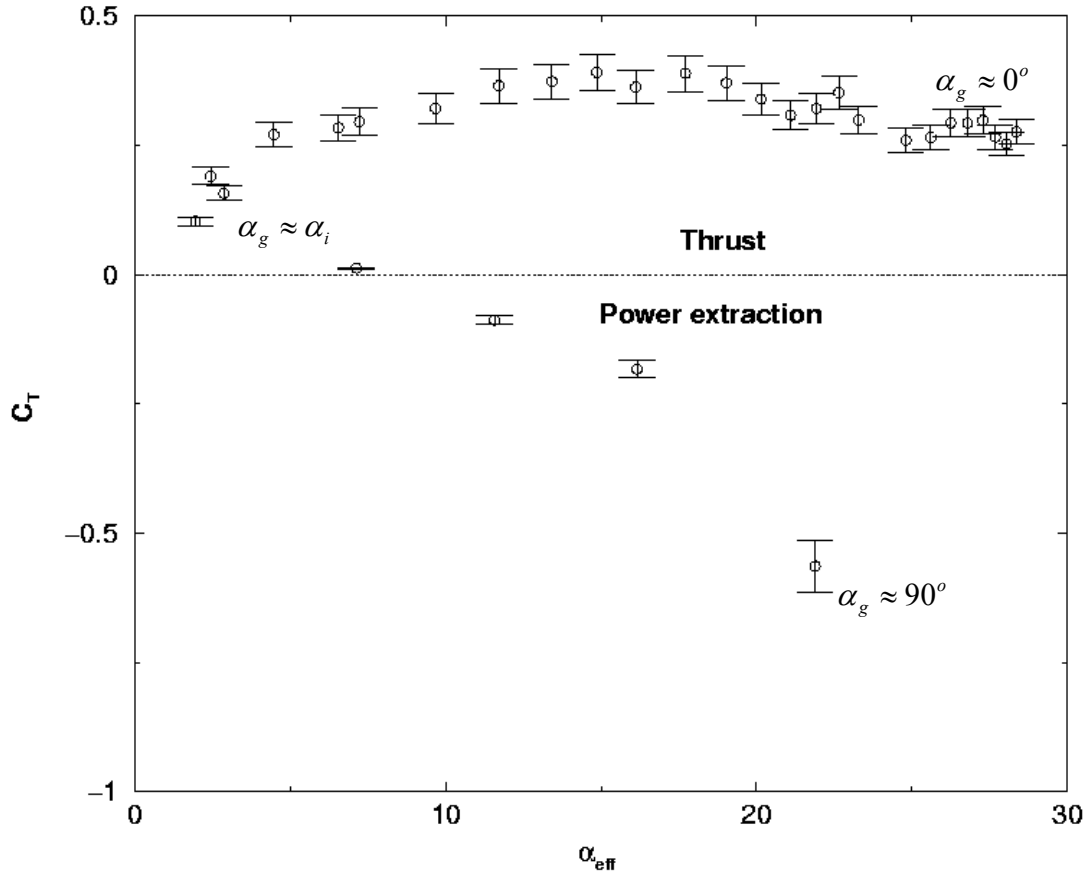 0.5
α_g ≈ 0^o
α_g ≈ α_i
Thrust
0
Power extraction
C_T
−0.5
α_g ≈ 90^o
−1
0 10 20 30
α_eff